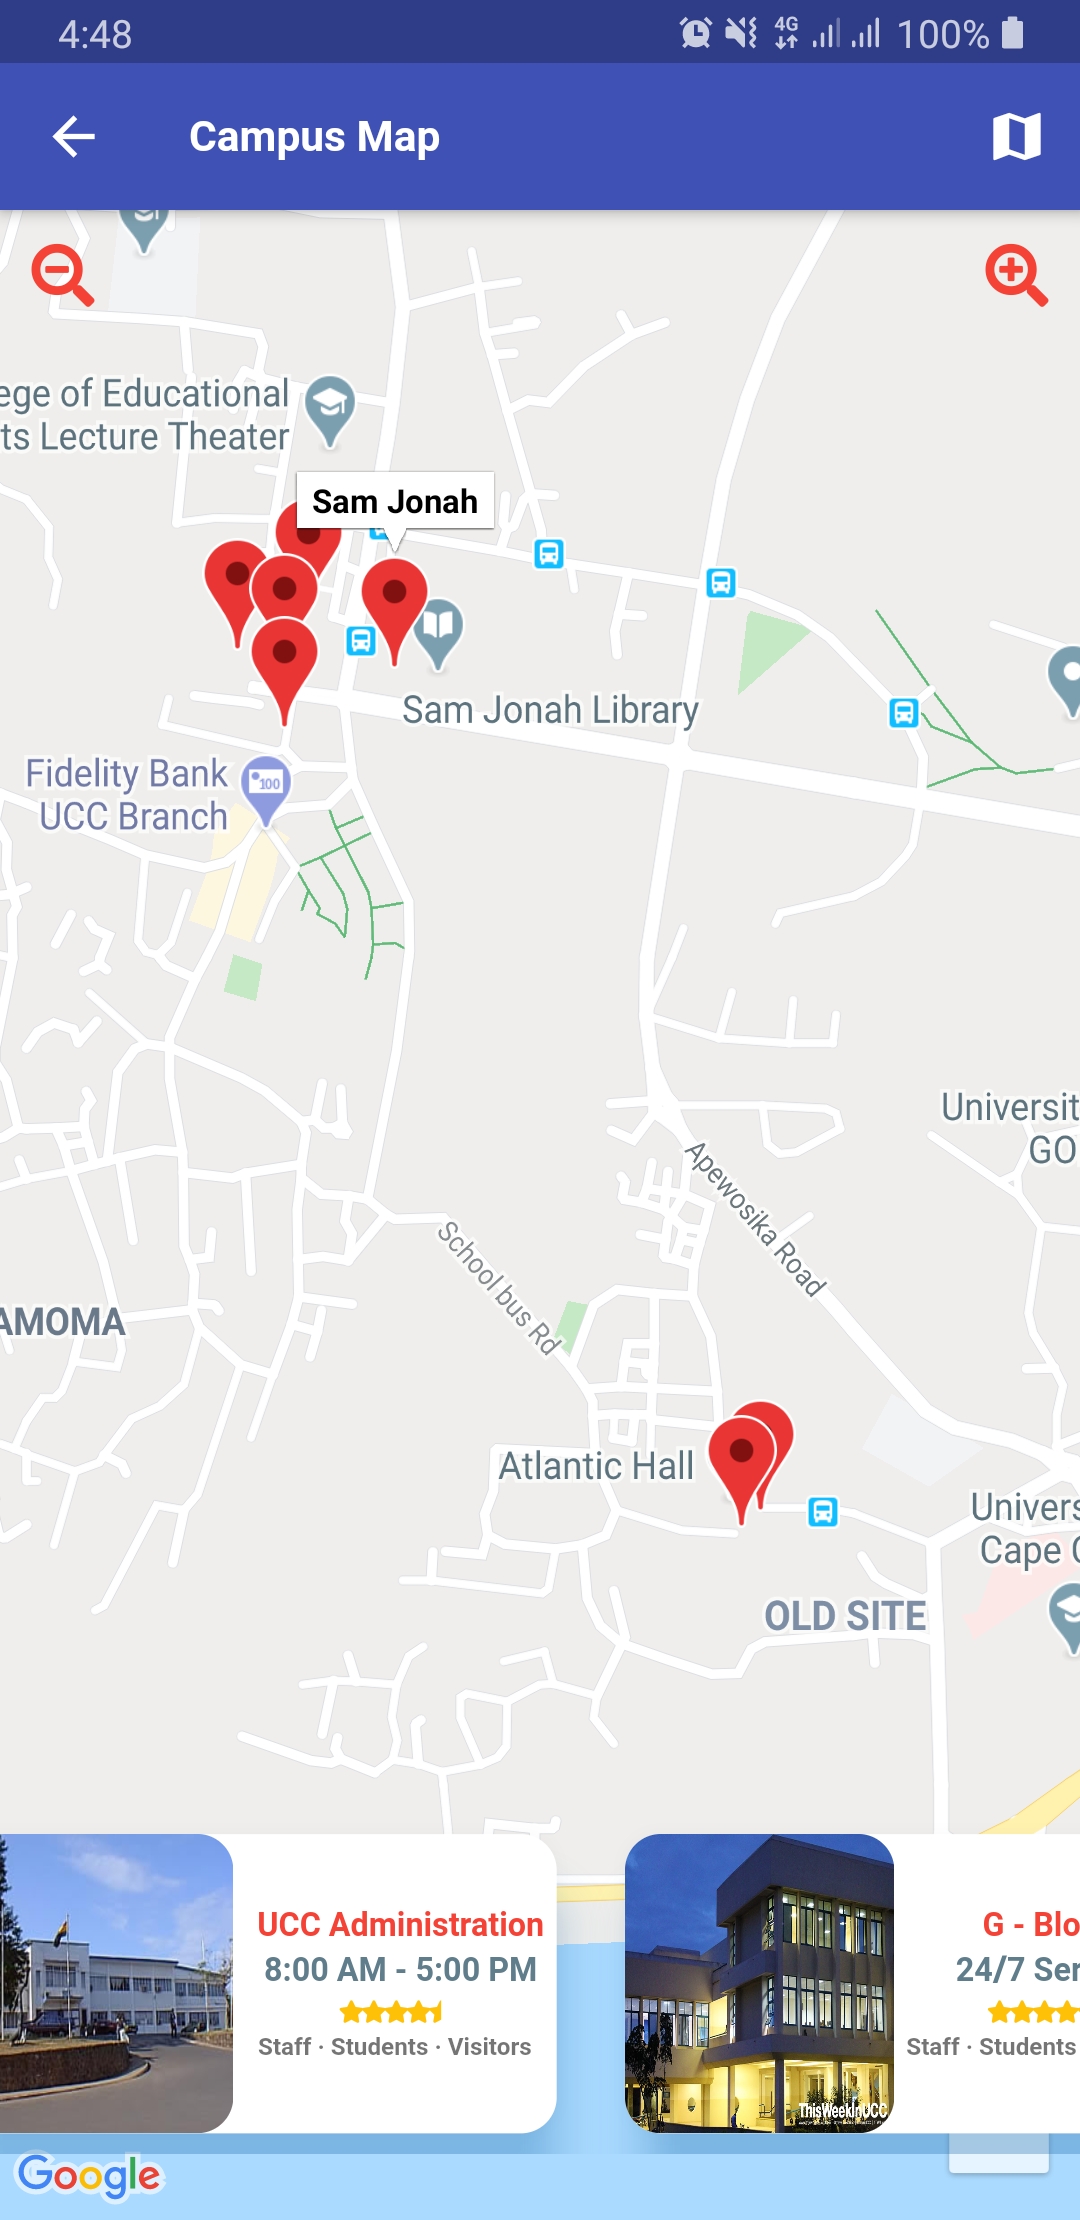 4:48
4G
100%
Campus Map
ege of Educational
ts Lecture Theater
Sam Jonah
Sam Jonah Library
Fidelity Bank
UCC Branch
100
Universit
GO
Apewosika Road
School bus Rd
AMOMA
Atlantic Hall
Univers
Cape
OLD SITE
UCC Administration
8:00 AM - 5:00 PM
Staff · Students · Visitors
G - Blo
24/7 Ser
Staff · Students
ThisWeekInUCC
Google